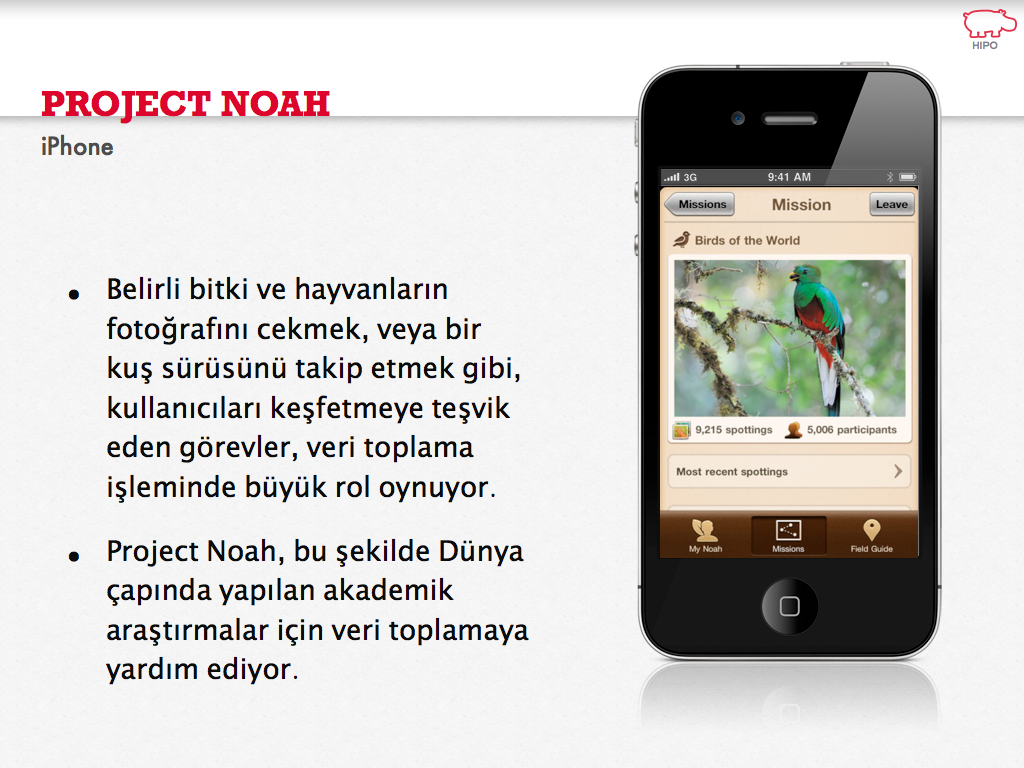 HIPO
PROJECT NOAH
iPhone
• Belirli bitki ve hayvanların
fotoğrafını cekmek, veya bir
kuş sürüsünü takip etmek gibi,
kullanıcıları keşfetmeye teşvik
eden görevler, veri toplama
işleminde büyük rol oynuyor.
• Project Noah, bu şekilde Dünya
çapında yapılan akademik
araştırmalar için veri toplamaya
yardım ediyor.
3G 9:41 AM
Missions Mission Leave
Birds of the World
9,215 spottings 5,006 participants
Most recent spottings
My Noah Missions Field Guide